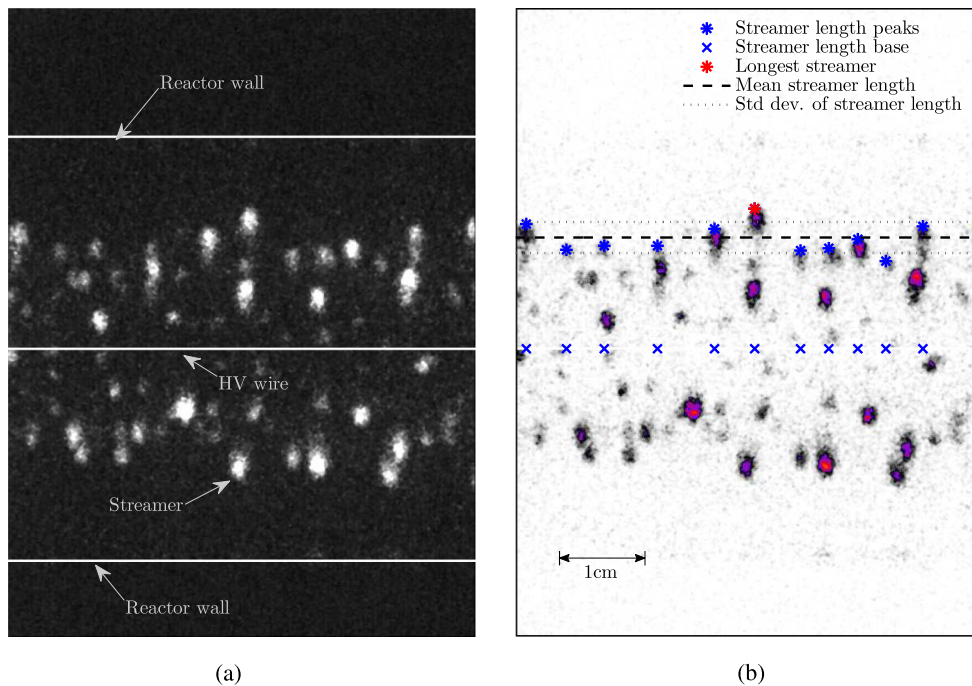 Reactor wall
HV wire
Streamer
Reactor wall
(a)
Streamer length peaks
Streamer length base
Longest streamer
Mean streamer length
Std dev. of streamer length
1cm
(b)